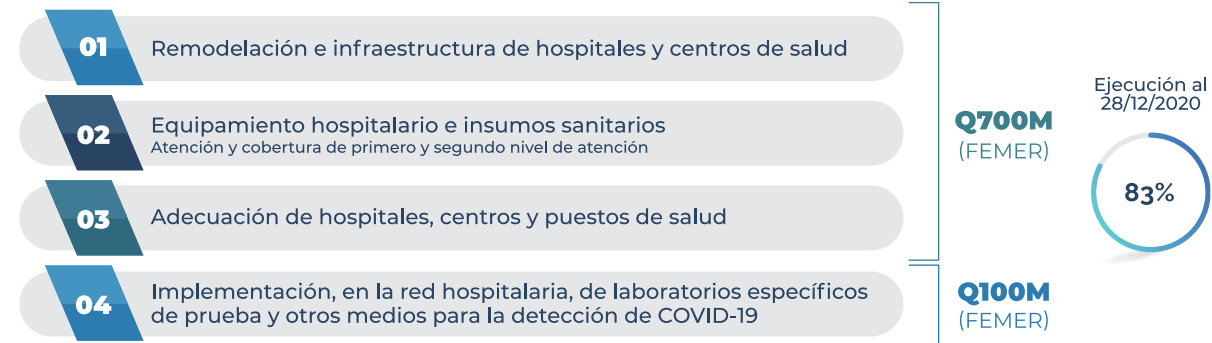 01
Remodelación e infraestructura de hospitales y centros de salud
02
Equipamiento hospitalario e insumos sanitarios
Atención y cobertura de primero y segundo nivel de atención
03
Adecuación de hospitales, centros y puestos de salud
04
Implementación, en la red hospitalaria, de laboratorios específicos
de prueba y otros medios para la detección de COVID-19
Q700M
(FEMER)
Q100M
(FEMER)
Ejecución al
28/12/2020
83%